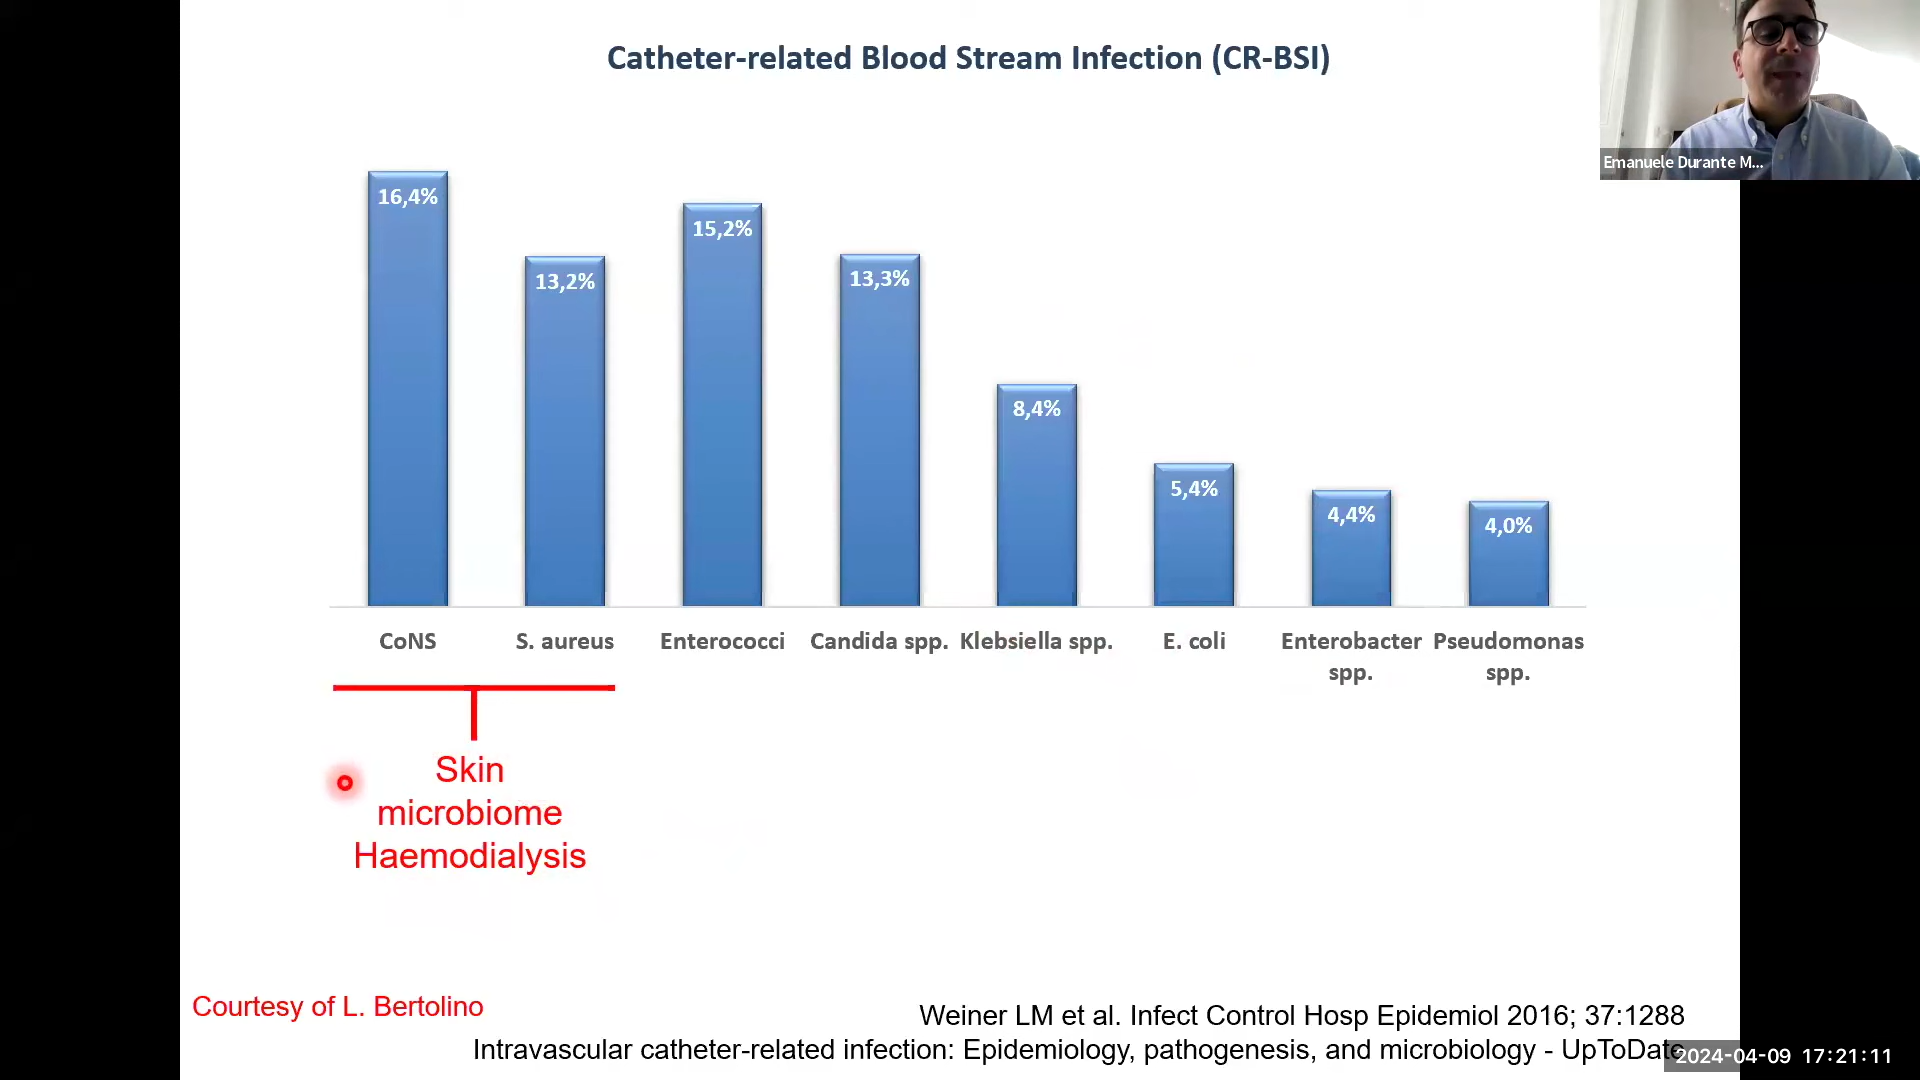 Catheter-related Blood Stream Infection (CR-BSI)
Emanuele Durante M...
16,4%
13,2%
15,2%
13,3%
8,4%
5,4%
4,4%
4,0%
CoNS
S. aureus
Enterococci
Candida spp.
Klebsiella spp.
E. coli
Enterobacter
spp.
Pseudomonas
spp.
Skin
microbiome
Haemodialysis
Courtesy of L. Bertolino
Weiner LM et al. Infect Control Hosp Epidemiol 2016; 37:1288
Intravascular catheter-related infection: Epidemiology, pathogenesis, and microbiology - UpToDate
2024-04-09 17:21:11